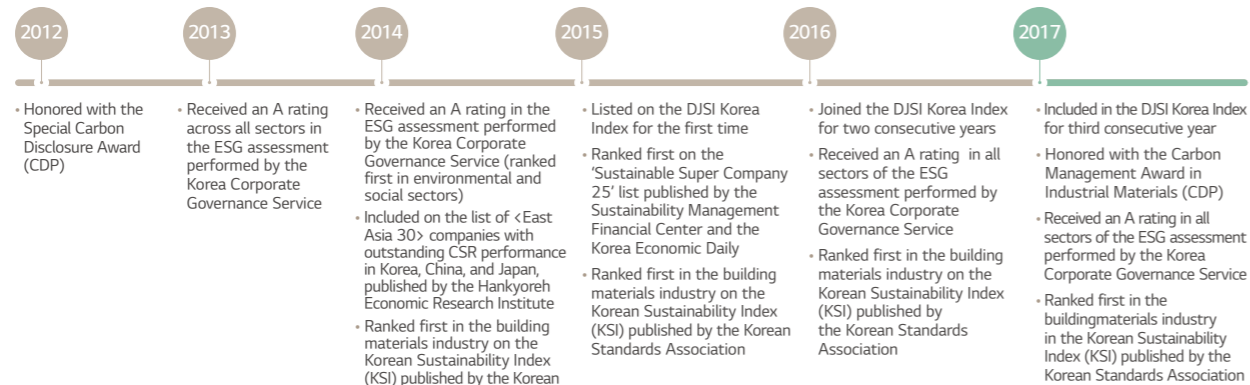 2012
2013
2014
2015
2016
2017
• Honored with the
Special Carbon
Disclosure Award
(CDP)
• Received an A rating
across all sectors in
the ESG assessment
performed by the
Korea Corporate
Governance Service
• Received an A rating in the
ESG assessment performed
by the Korea Corporate
Governance Service (ranked
first in environmental and
social sectors)
• Included on the list of <East
Asia 30> companies with
outstanding CSR performance
in Korea, China, and Japan,
published by the Hankyoreh
Economic Research Institute
• Ranked first in the building
materials industry on the
Korean Sustainability Index
(KSI) published by the Korean
• Listed on the DJSI Korea
Index for the first time
• Ranked first on the
‘Sustainable Super Company
25’ list published by the
Sustainability Management
Financial Center and the
Korea Economic Daily
• Ranked first in the building
materials industry on the
Korean Sustainability Index
(KSI) published by the Korean
Standards Association
• Joined the DJSI Korea Index
for two consecutive years
• Received an A rating in all
sectors of the ESG
assessment performed by
the Korea Corporate
Governance Service
• Ranked first in the building
materials industry on the
Korean Sustainability Index
(KSI) published by
the Korean Standards
Association
• Included in the DJSI Korea Index
for third consecutive year
• Honored with the Carbon
Management Award in
Industrial Materials (CDP)
• Received an A rating in all
sectors of the ESG assessment
performed by the Korea
Corporate Governance Service
• Ranked first in the
buildingmaterials industry
in the Korean Sustainability
Index (KSI) published by the
Korean Standards Association